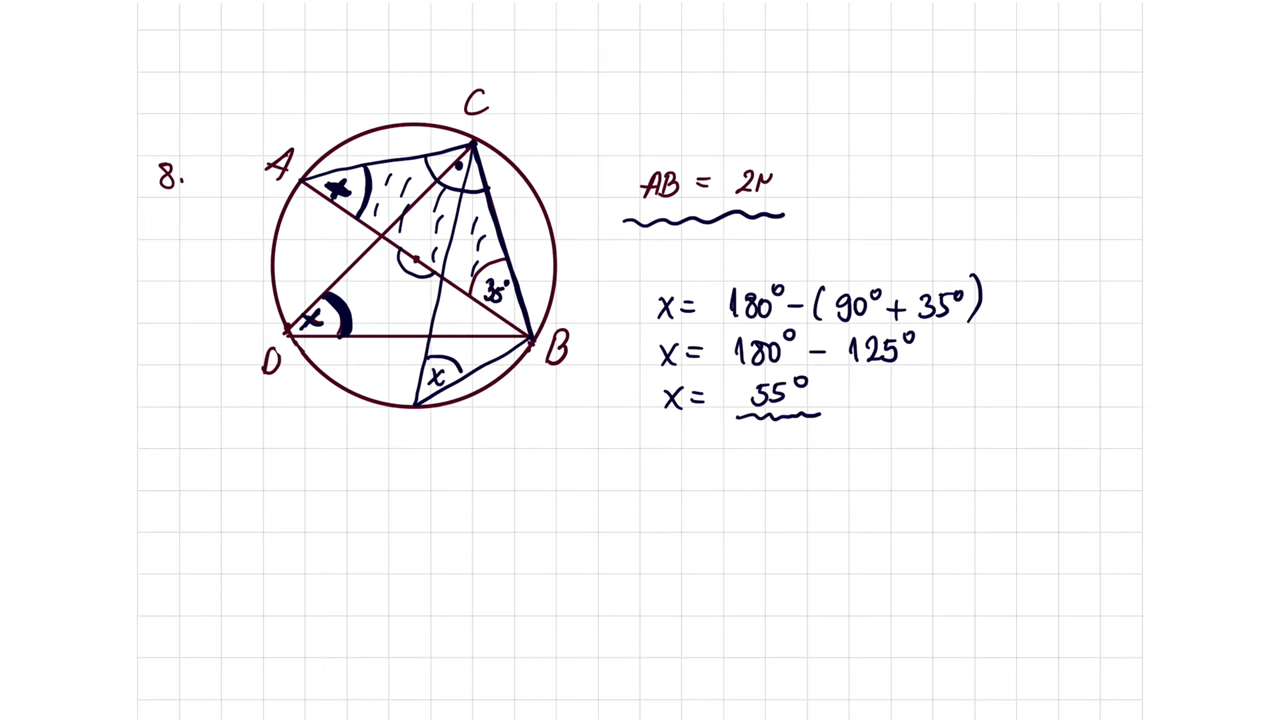 8.
C
A
x
35°
x
D
B
x
AB = 2r
x = 180° - (90° + 35°)
x = 180° - 125°
x = 55°